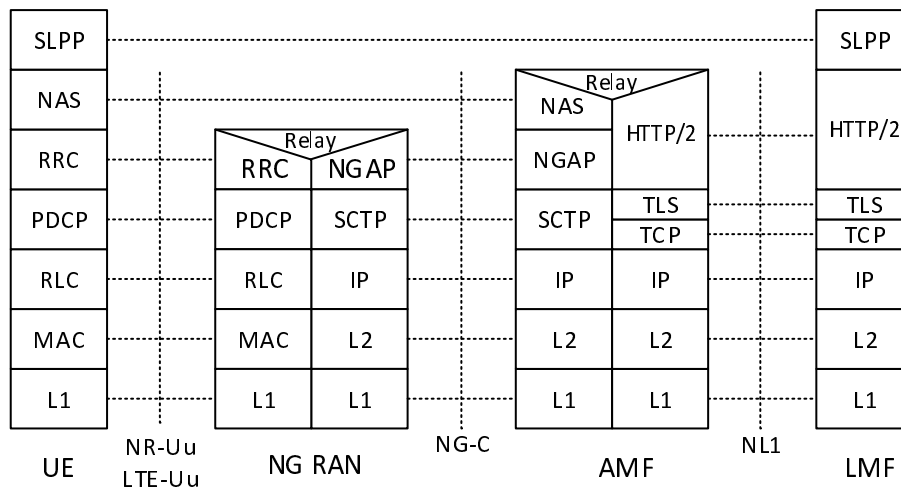 SLPP
SLPP
Relay
NAS
NAS
HTTP/2
HTTP/2
Relay
RRC
RRC
NGAP
NGAP
PDCP
PDCP
SCTP
SCTP
TLS
TLS
TCP
TCP
RLC
RLC
IP
IP
IP
IP
MAC
MAC
L2
L2
L2
L2
L1
L1
L1
L1
L1
L1
NR-Uu
LTE-Uu
NG-C
NL1
UE
NG RAN
AMF
LMF